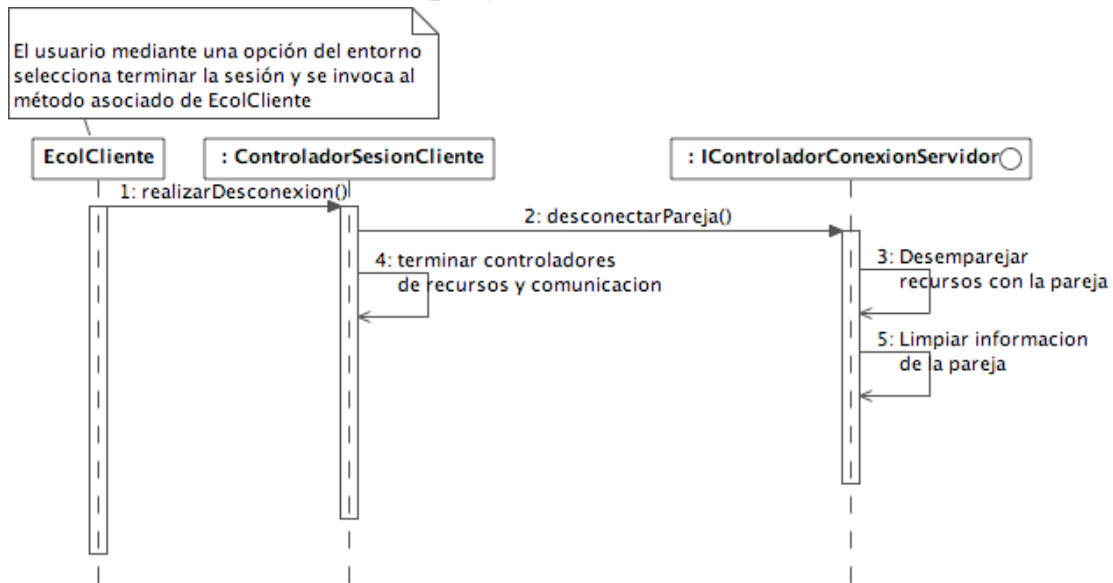 El usuario mediante una opción del entorno
selecciona terminar la sesión y se invoca al
método asociado de EcolCliente
EcolCliente
: ControladorSesionCliente
: IControladorConexionServidor
1: realizarDesconexion()
2: desconectarPareja()
3: Desemparejar
recursos con la pareja
4: terminar controladores
de recursos y comunicacion
5: Limpiar informacion
de la pareja